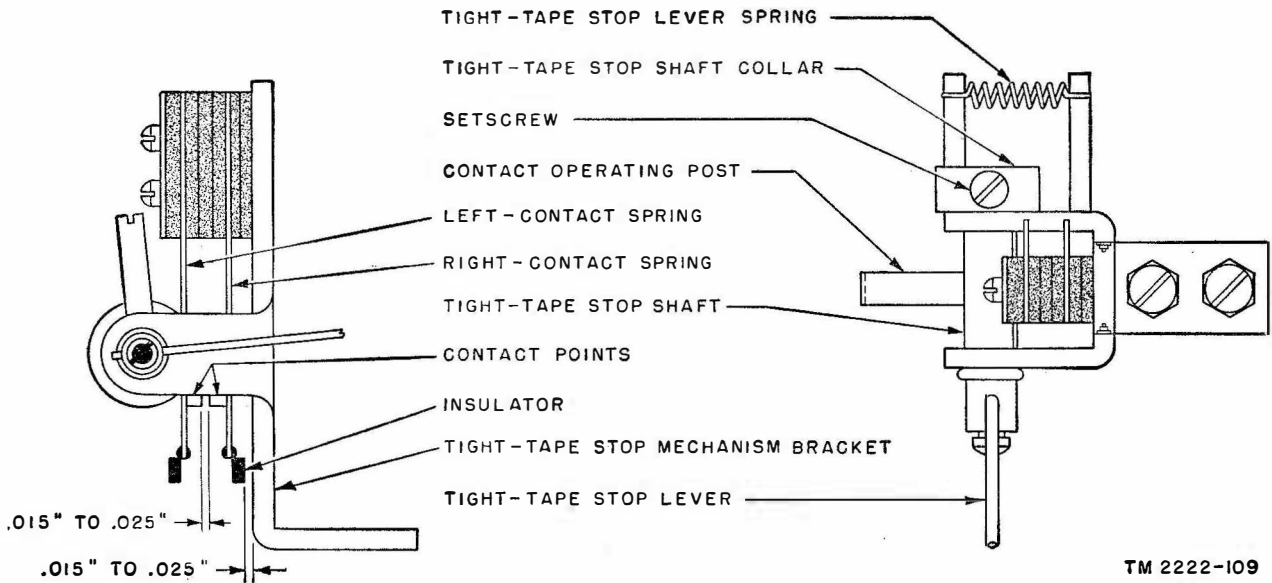 TIGHT-TAPE STOP LEVER SPRING
TIGHT-TAPE STOP SHAFT COLLAR
SETSCREW
CONTACT OPERATING POST
LEFT-CONTACT SPRING
RIGHT-CONTACT SPRING
TIGHT-TAPE STOP SHAFT
CONTACT POINTS
INSULATOR
TIGHT-TAPE STOP MECHANISM BRACKET
TIGHT-TAPE STOP LEVER
.015" TO .025"
.015" TO .025"
TM 2222-109